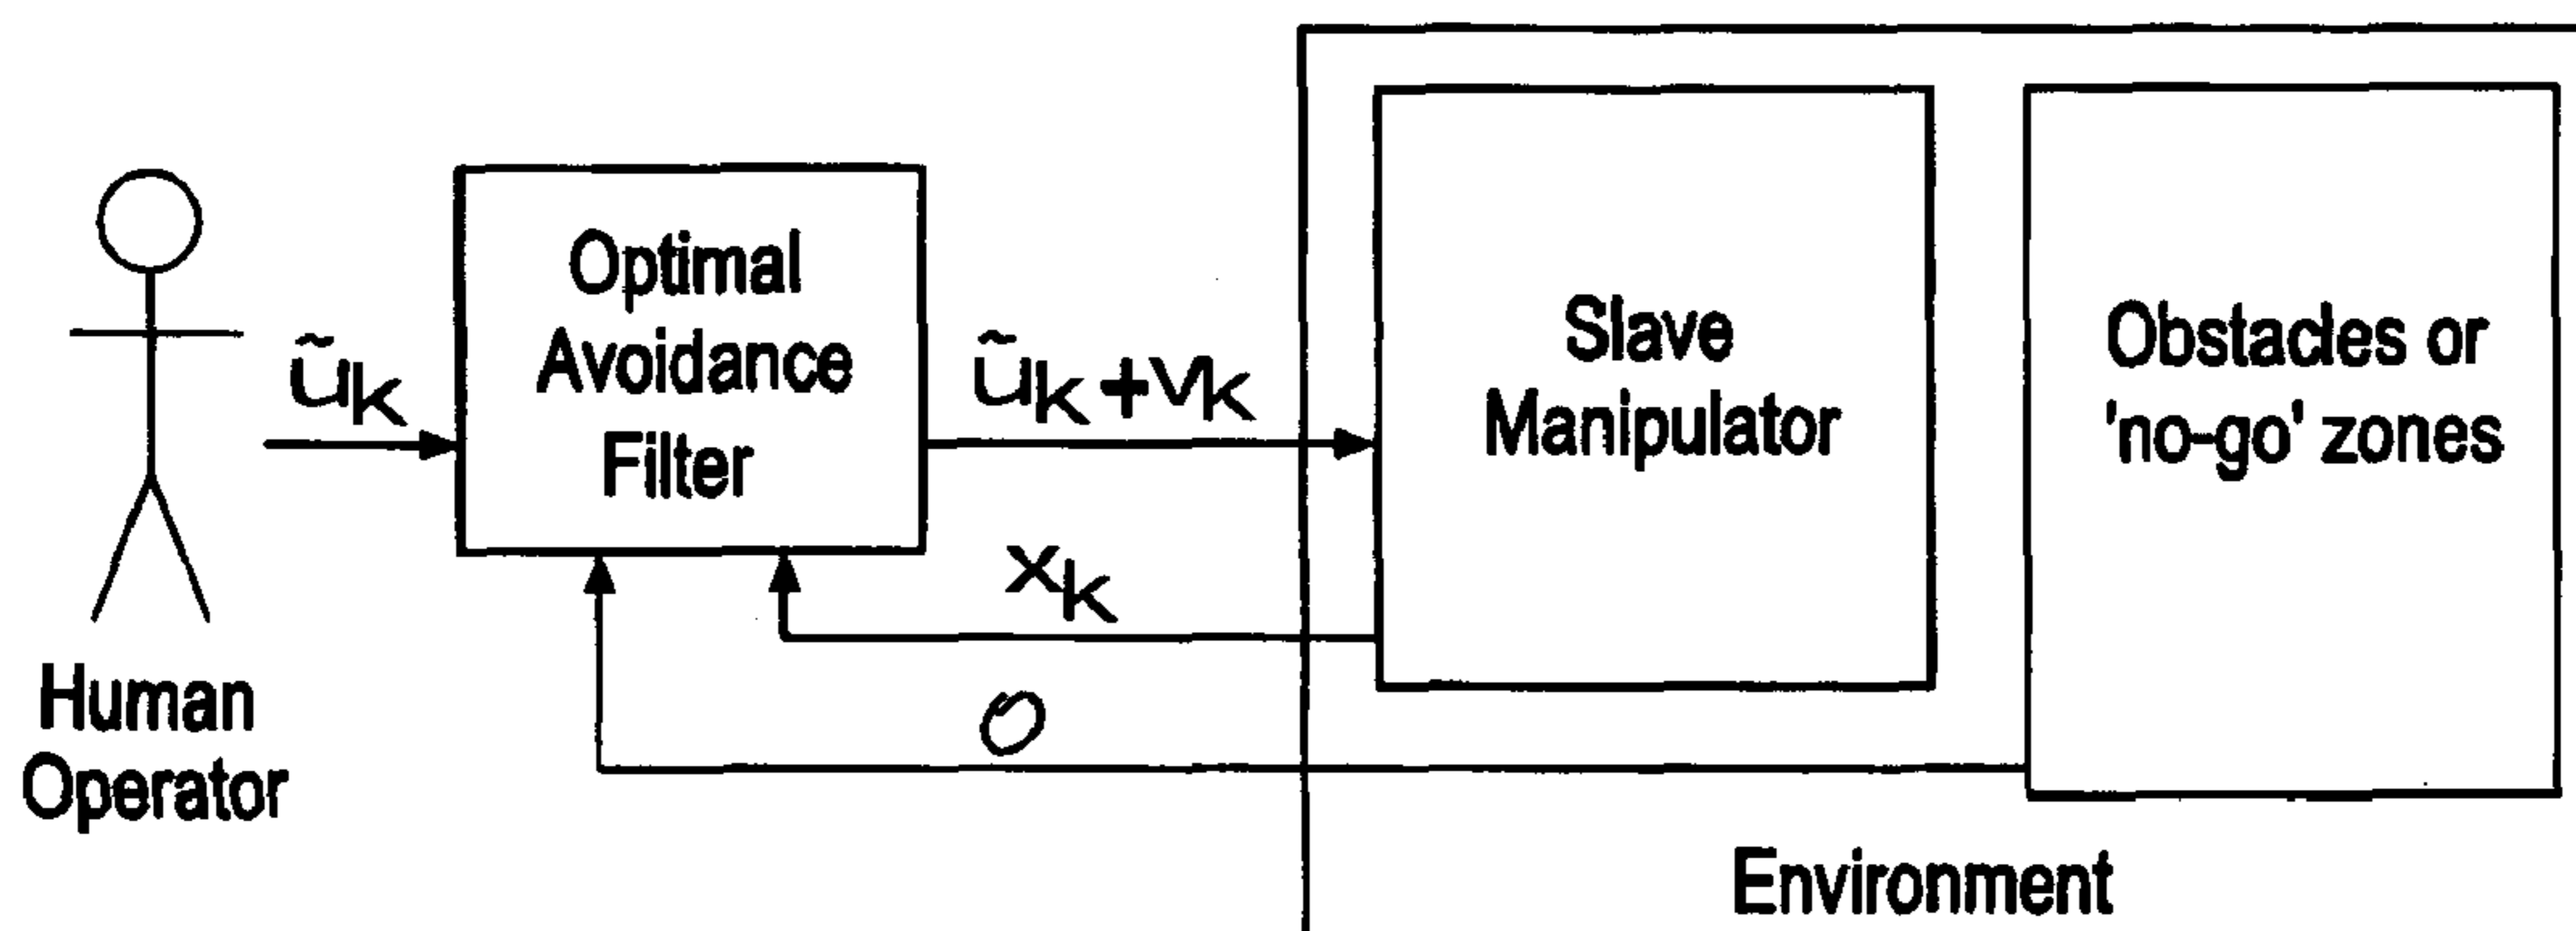 Human
Operator
ũk
Optimal
Avoidance
Filter
ũk+vk
xk
O
Slave
Manipulator
Obstacles or
'no-go' zones
Environment